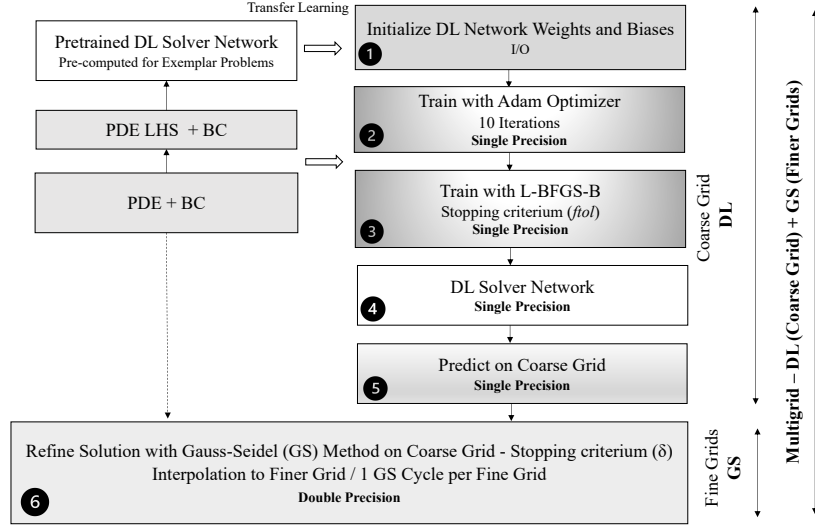 Transfer Learning
Pretrained DL Solver Network
Pre-computed for Exemplar Problems
PDE LHS + BC
PDE + BC
Initialize DL Network Weights and Biases
I/O
1
Train with Adam Optimizer
10 Iterations
Single Precision
2
Train with L-BFGS-B
Stopping criterium (ftol)
Single Precision
3
DL Solver Network
Single Precision
4
Predict on Coarse Grid
Single Precision
5
Refine Solution with Gauss-Seidel (GS) Method on Coarse Grid - Stopping criterium (δ)
Interpolation to Finer Grid / 1 GS Cycle per Fine Grid
Double Precision
6
Coarse Grid
DL
Fine Grids
GS
Multigrid – DL (Coarse Grid) + GS (Finer Grids)